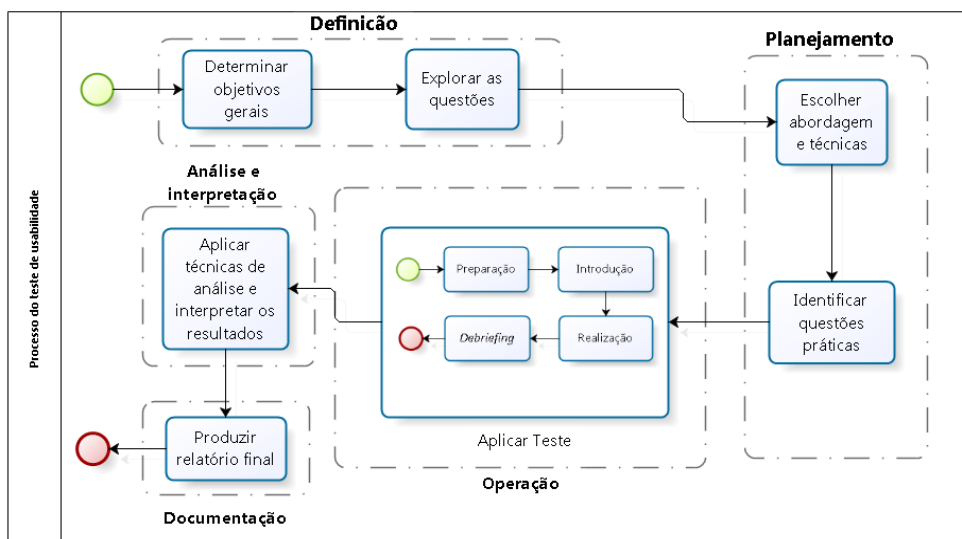 Processo do teste de usabilidade
Definicão
Determinar
objetivos
gerais
Explorar as
questões
Planejamento
Escolher
abordagem
e técnicas
Identificar
questões
práticas
Preparação
Introdução
Realização
Debriefing
Aplicar Teste
Operação
Análise e
interpretação
Aplicar
técnicas de
análise e
interpretar os
resultados
Produzir
relatório final
Documentação